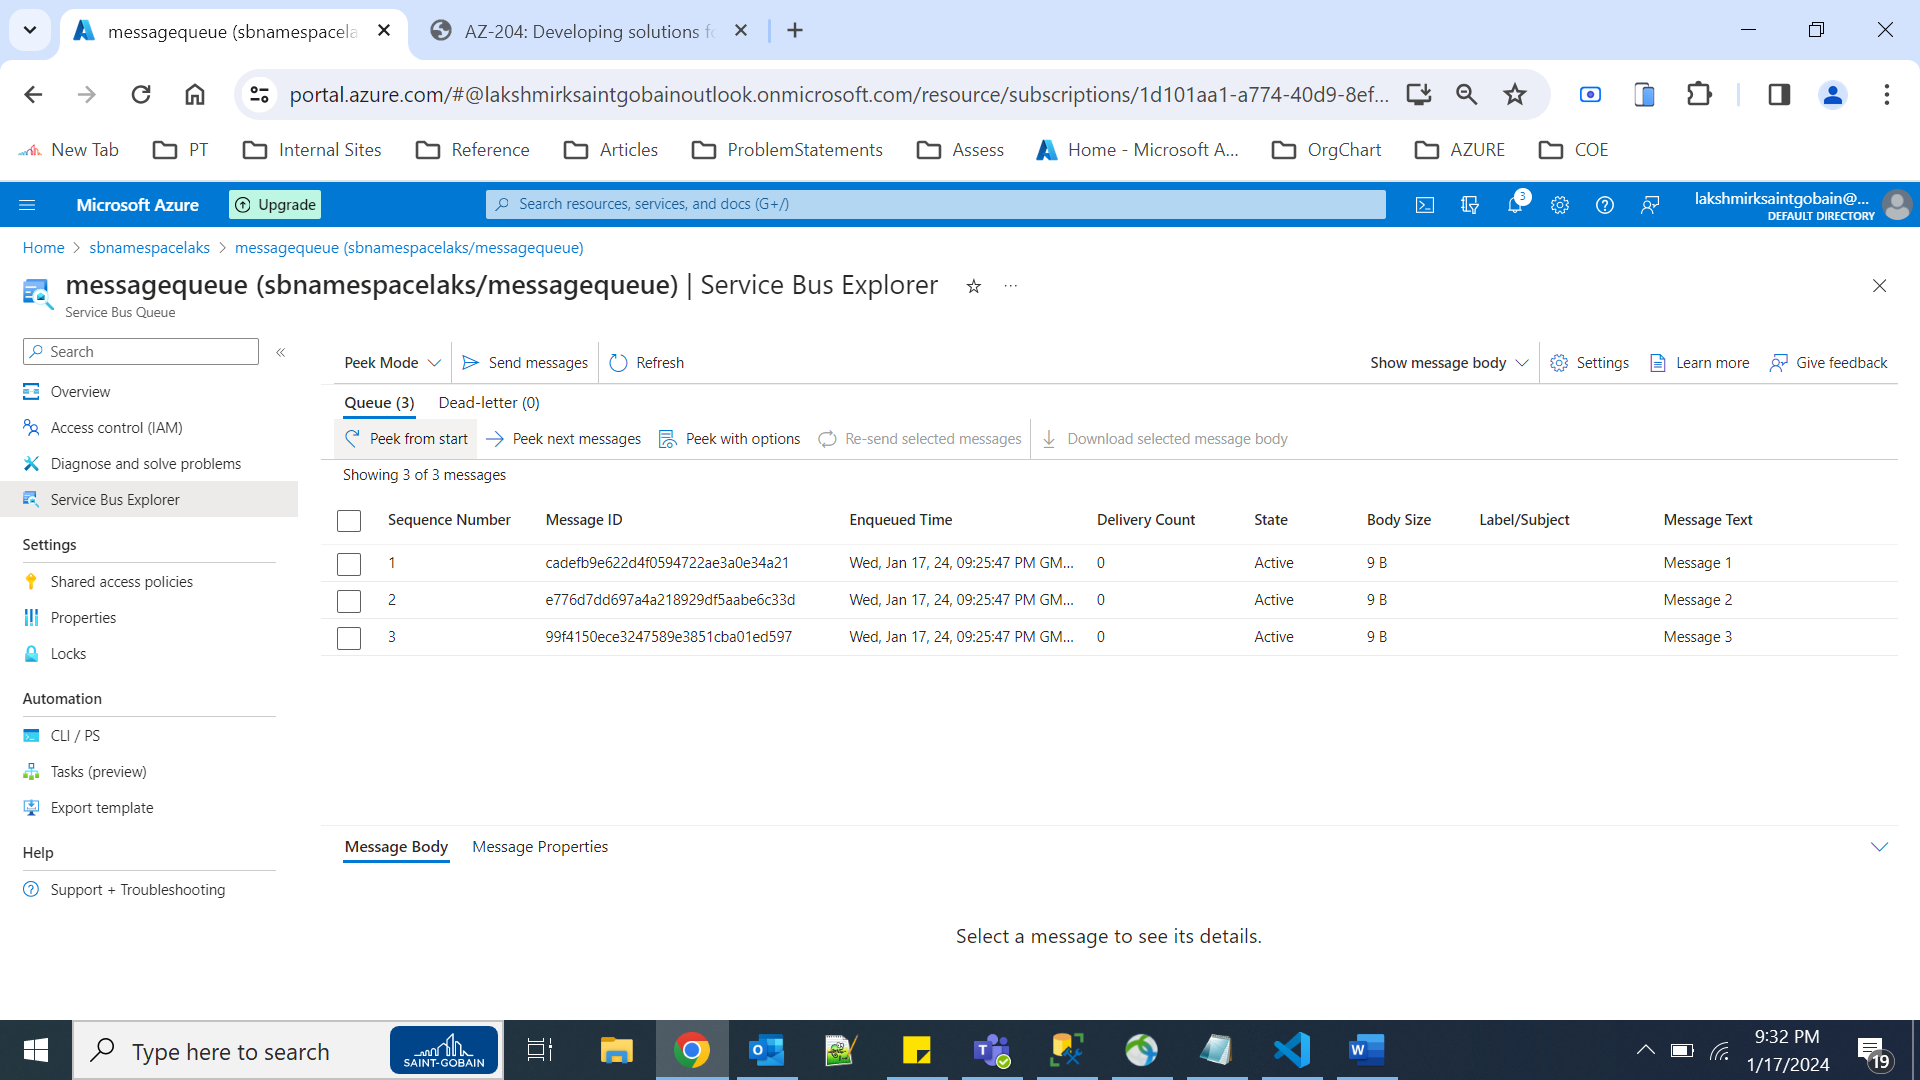 messagequeue (sbnamespacela
AZ-204: Developing solutions fo
portal.azure.com/#@lakshmirksaintgobainoutlook.onmicrosoft.com/resource/subscriptions/1d101aa1-a774-40d9-8ef...
New Tab PT Internal Sites Reference Articles ProblemStatements Assess Home - Microsoft A... OrgChart AZURE COE
Microsoft Azure Upgrade Search resources, services, and docs (G+/) 3 lakshmirksaintgobain@...
DEFAULT DIRECTORY
Home > sbnamespacelaks > messagequeue (sbnamespacelaks/messagequeue)
messagequeue (sbnamespacelaks/messagequeue) | Service Bus Explorer ...
Service Bus Queue
Search
Overview
Access control (IAM)
Diagnose and solve problems
Service Bus Explorer
Settings
Shared access policies
Properties
Locks
Automation
CLI / PS
Tasks (preview)
Export template
Help
Support + Troubleshooting
Peek Mode Send messages Refresh Show message body Settings Learn more Give feedback
Queue (3) Dead-letter (0)
Peek from start Peek next messages Peek with options Re-send selected messages Download selected message body
Showing 3 of 3 messages
Sequence Number Message ID Enqueued Time Delivery Count State Body Size Label/Subject Message Text
1 cadefb9e622d4f0594722ae3a0e34a21 Wed, Jan 17, 24, 09:25:47 PM GM... 0 Active 9 B Message 1
2 e776d7dd697a4a218929df5aabe6c33d Wed, Jan 17, 24, 09:25:47 PM GM... 0 Active 9 B Message 2
3 99f4150ece3247589e3851cba01ed597 Wed, Jan 17, 24, 09:25:47 PM GM... 0 Active 9 B Message 3
Message Body Message Properties
Select a message to see its details.
Type here to search
SAINT-GOBAIN
9:32 PM
1/17/2024
19